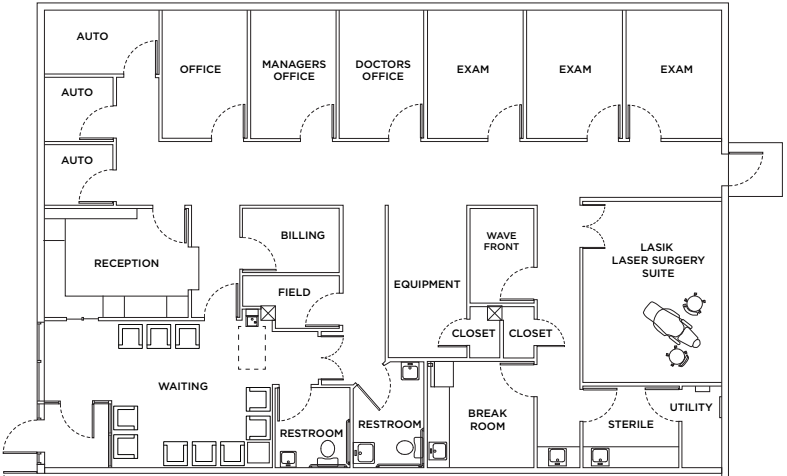 AUTO
OFFICE
MANAGERS
OFFICE
DOCTORS
OFFICE
EXAM
EXAM
EXAM
AUTO
AUTO
RECEPTION
BILLING
FIELD
EQUIPMENT
WAVE
FRONT
LASIK
LASER SURGERY
SUITE
CLOSET
CLOSET
WAITING
RESTROOM
RESTROOM
BREAK
ROOM
STERILE
UTILITY